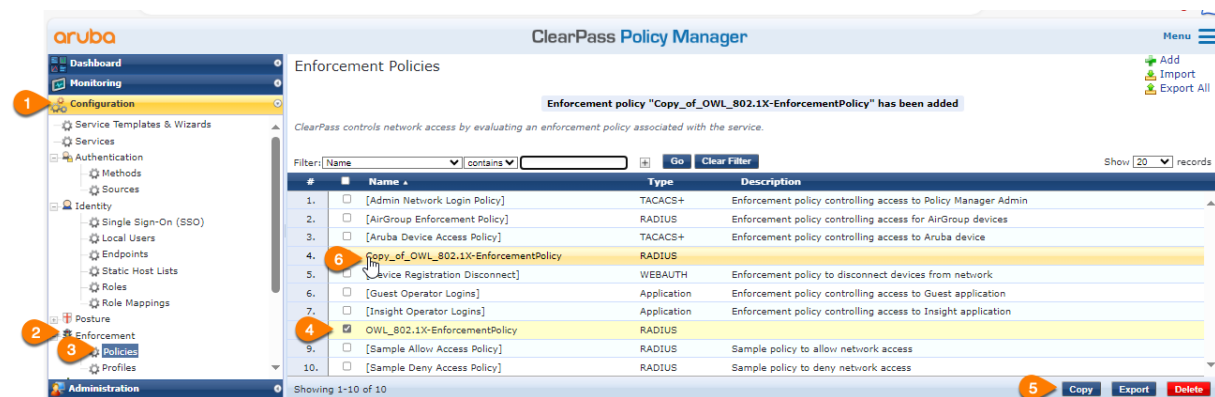 aruba
ClearPass Policy Manager
Menu
Dashboard
Monitoring
1 Configuration
Service Templates & Wizards
Services
Authentication
Methods
Sources
Identity
Single Sign-On (SSO)
Local Users
Endpoints
Static Host Lists
Roles
Role Mappings
Posture
2 Enforcement
3 Policies
Profiles
Administration
Enforcement Policies
Add
Import
Export All
Enforcement policy "Copy_of_OWL_802.1X-EnforcementPolicy" has been added
ClearPass controls network access by evaluating an enforcement policy associated with the service.
Filter: Name contains Go Clear Filter Show 20 records
# Name Type Description
1. [Admin Network Login Policy] TACACS+ Enforcement policy controlling access to Policy Manager Admin
2. [AirGroup Enforcement Policy] RADIUS Enforcement policy controlling access for AirGroup devices
3. [Aruba Device Access Policy] TACACS+ Enforcement policy controlling access to Aruba device
4. 6 Copy_of_OWL_802.1X-EnforcementPolicy RADIUS
5. Device Registration Disconnect] WEBAUTH Enforcement policy to disconnect devices from network
6. [Guest Operator Logins] Application Enforcement policy controlling access to Guest application
7. [Insight Operator Logins] Application Enforcement policy controlling access to Insight application
4 OWL_802.1X-EnforcementPolicy RADIUS
9. [Sample Allow Access Policy] RADIUS Sample policy to allow network access
10. [Sample Deny Access Policy] RADIUS Sample policy to deny network access
Showing 1-10 of 10 5 Copy Export Delete